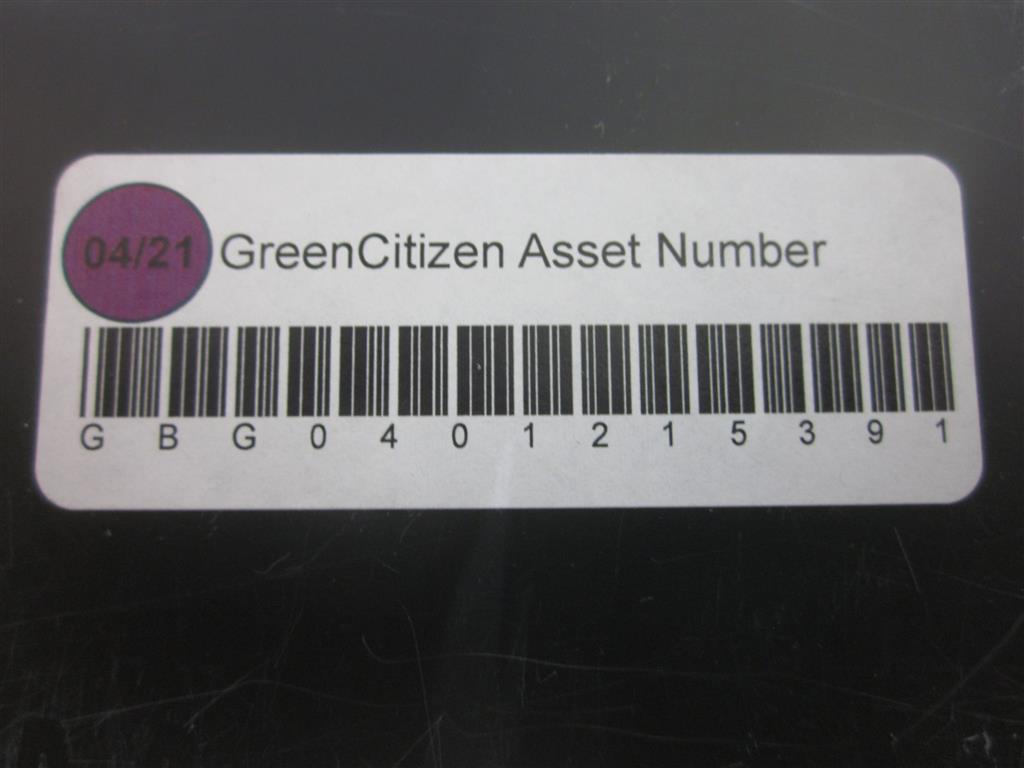 04/21 GreenCitizen Asset Number
G B G 0 4 0 1 2 1 5 3 9 1